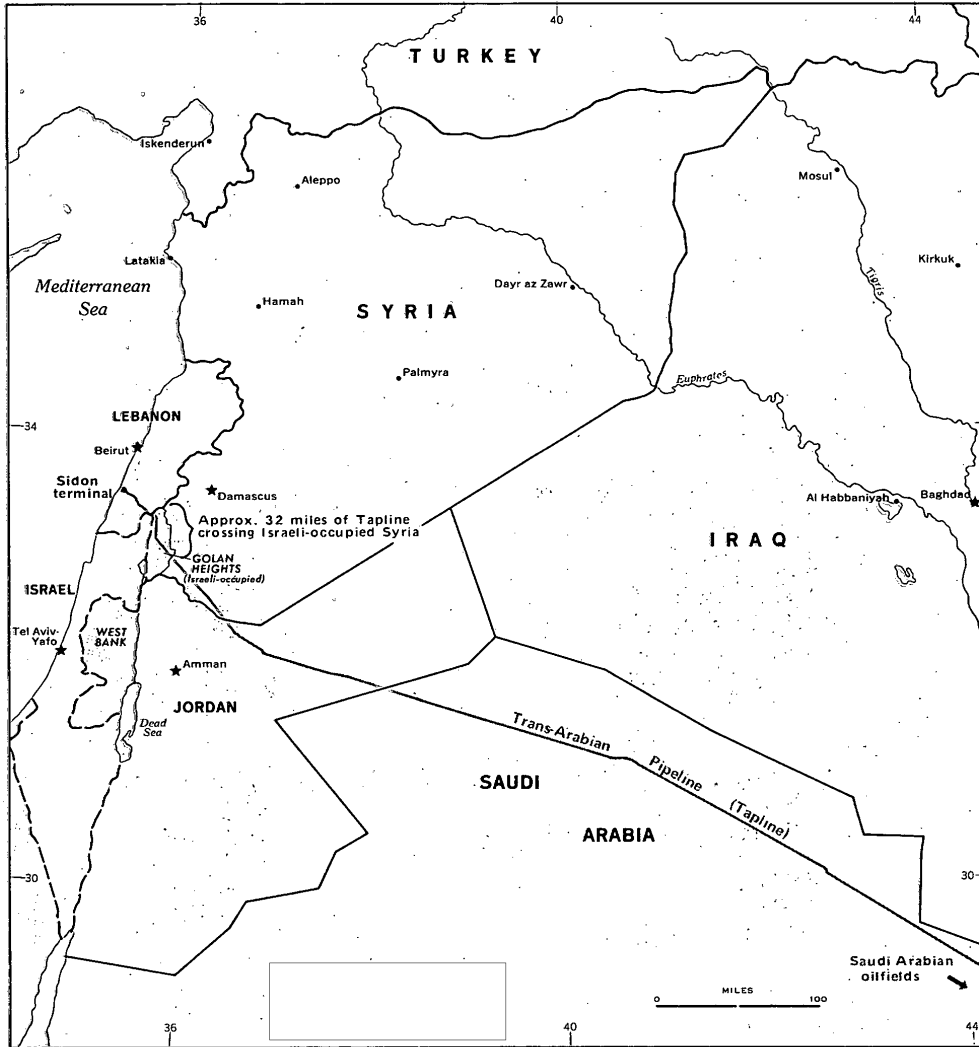 36
40
44
TURKEY
Iskenderun
Aleppo
Mosul
Latakia
Kirkuk
Mediterranean
Sea
Hamah
SYRIA
Dayr az Zawr
Tigris
Palmyra
Euphrates
LEBANON
34
Beirut
Sidon
terminal
Damascus
Al Habbaniyah
Baghdad
Approx. 32 miles of Tapline
crossing Israeli-occupied Syria
IRAQ
GOLAN
HEIGHTS
(Israeli-occupied)
ISRAEL
Tel Aviv-
Yafo
WEST
BANK
Amman
JORDAN
Dead
Sea
Trans-Arabian
Pipeline
(Tapline)
SAUDI
ARABIA
30
30
Saudi Arabian
oilfields
MILES
0
100
36
40
44